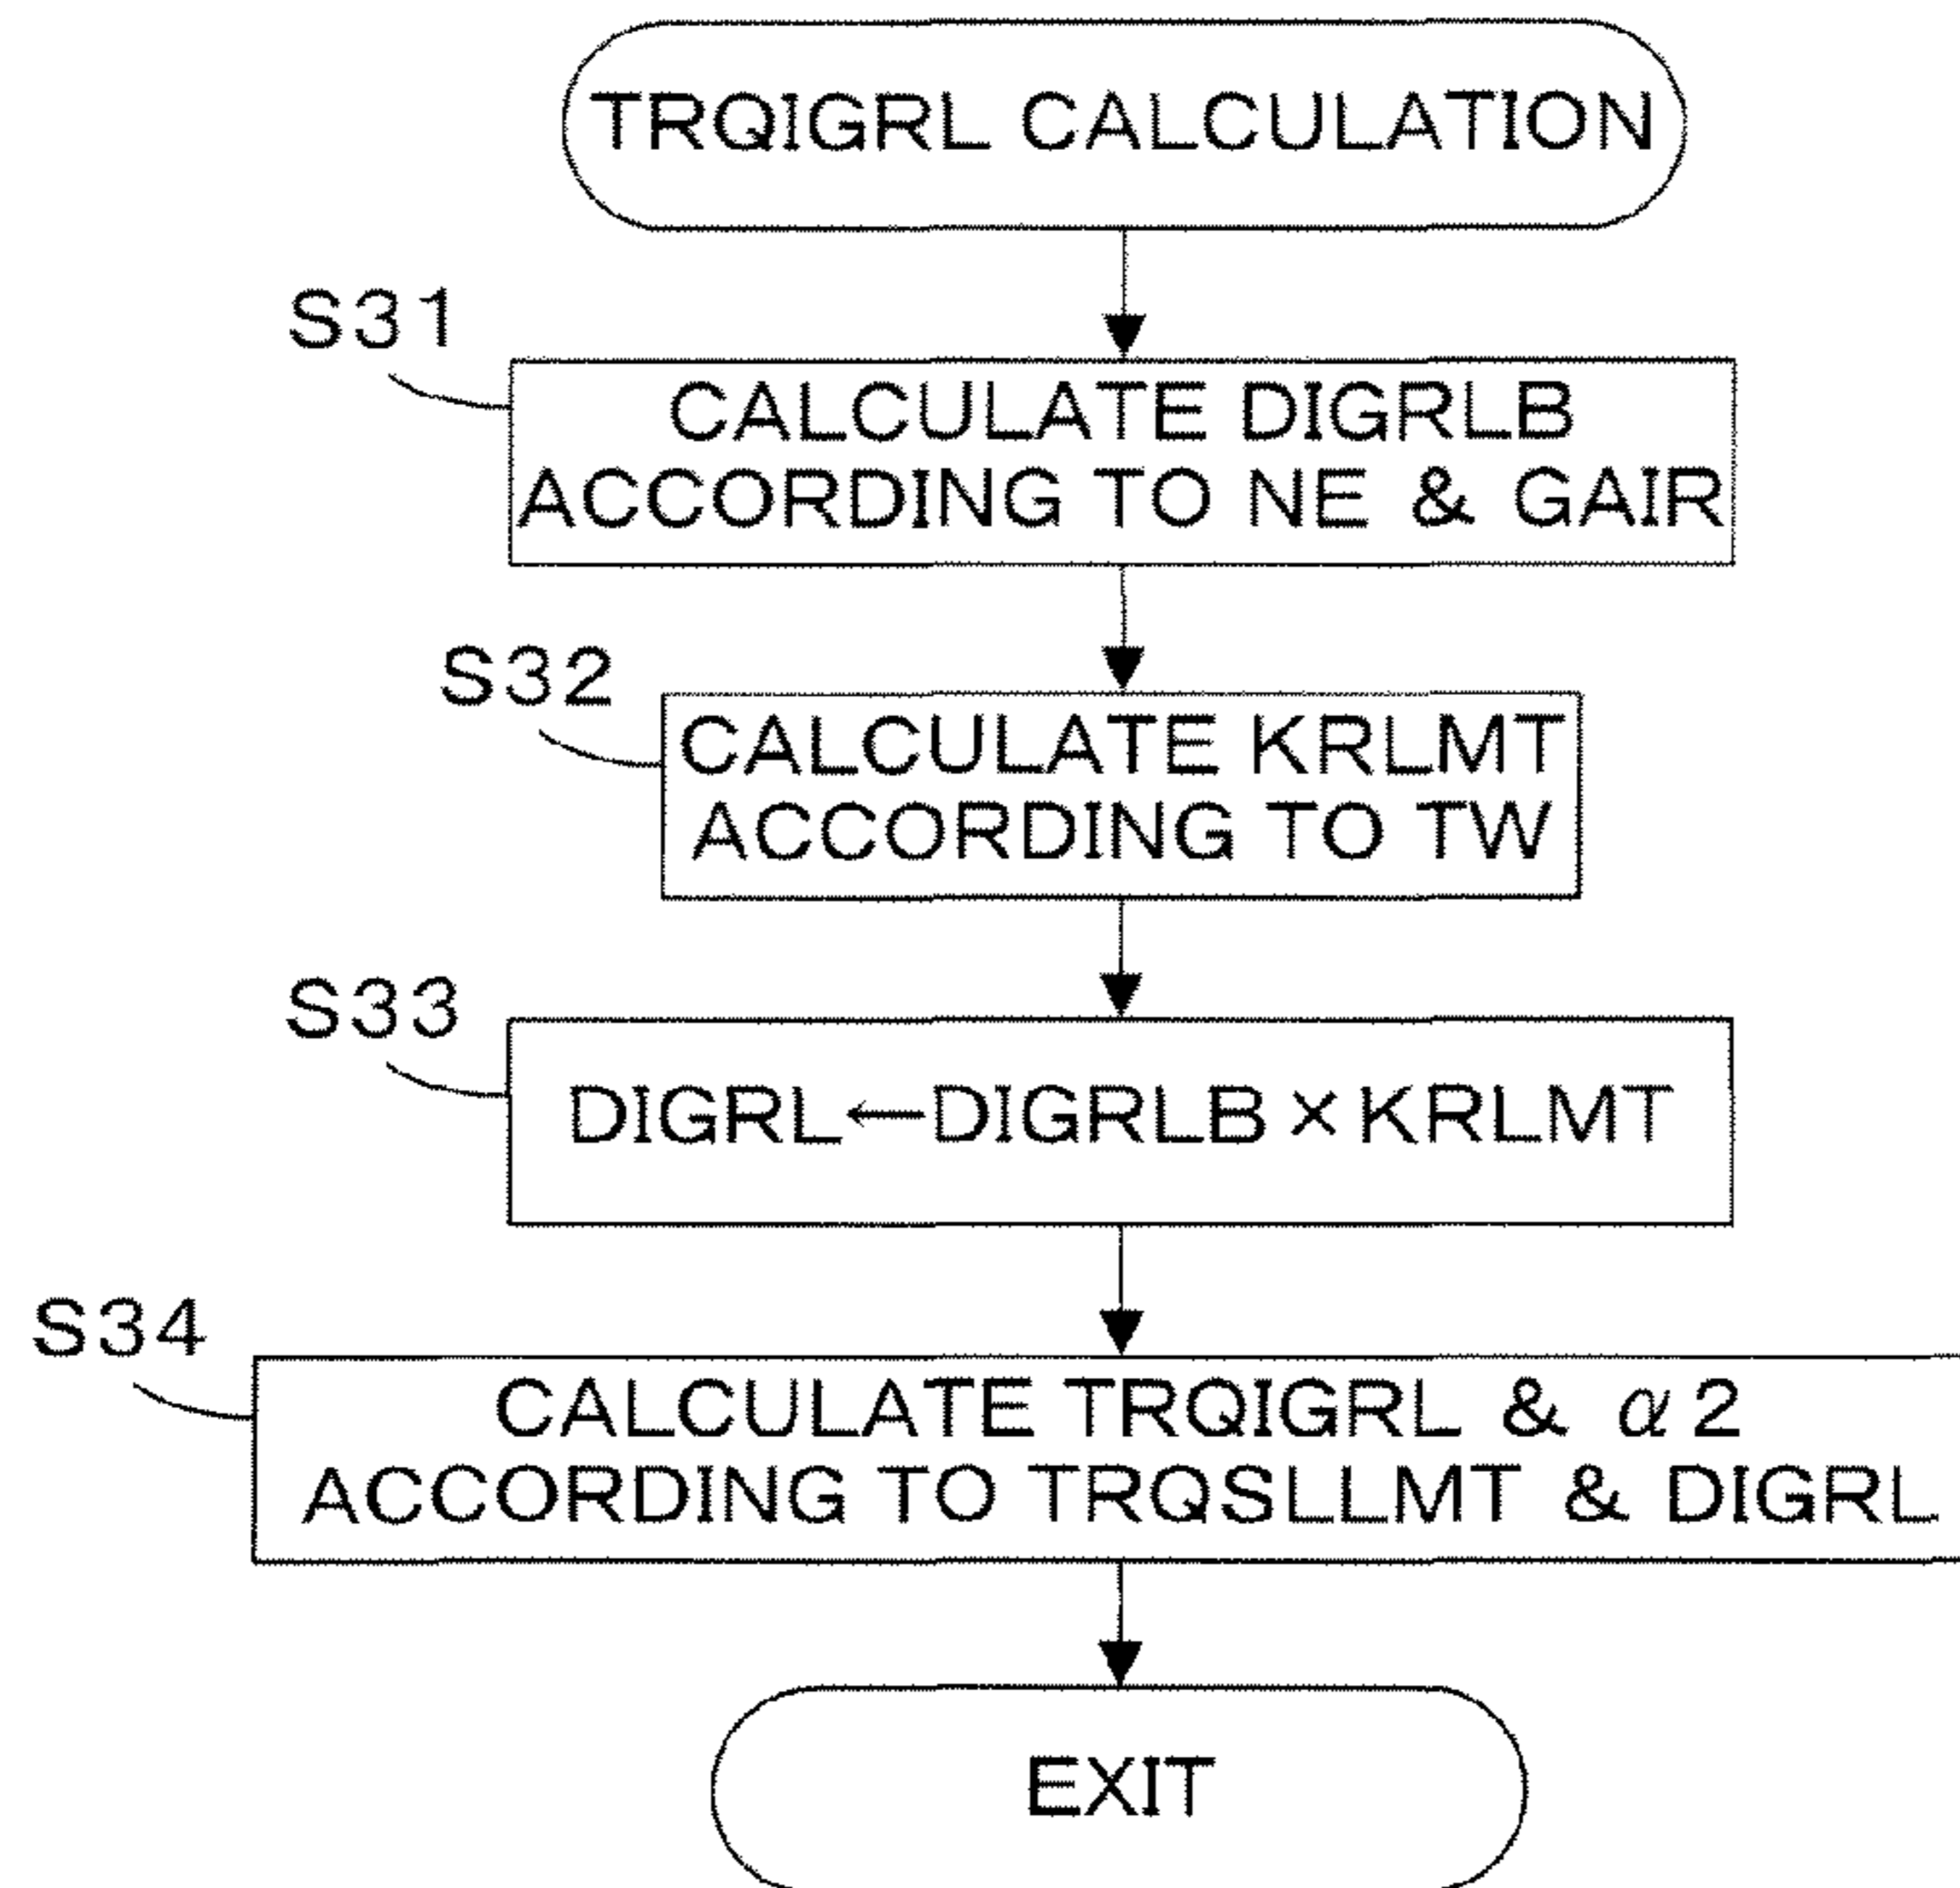 TRQIGRL CALCULATION
S31
CALCULATE DIGRLB
ACCORDING TO NE & GAIR
S32
CALCULATE KRLMT
ACCORDING TO TW
S33
DIGRL←DIGRLB×KRLMT
S34
CALCULATE TRQIGRL & α2
ACCORDING TO TRQSLLMT & DIGRL
EXIT